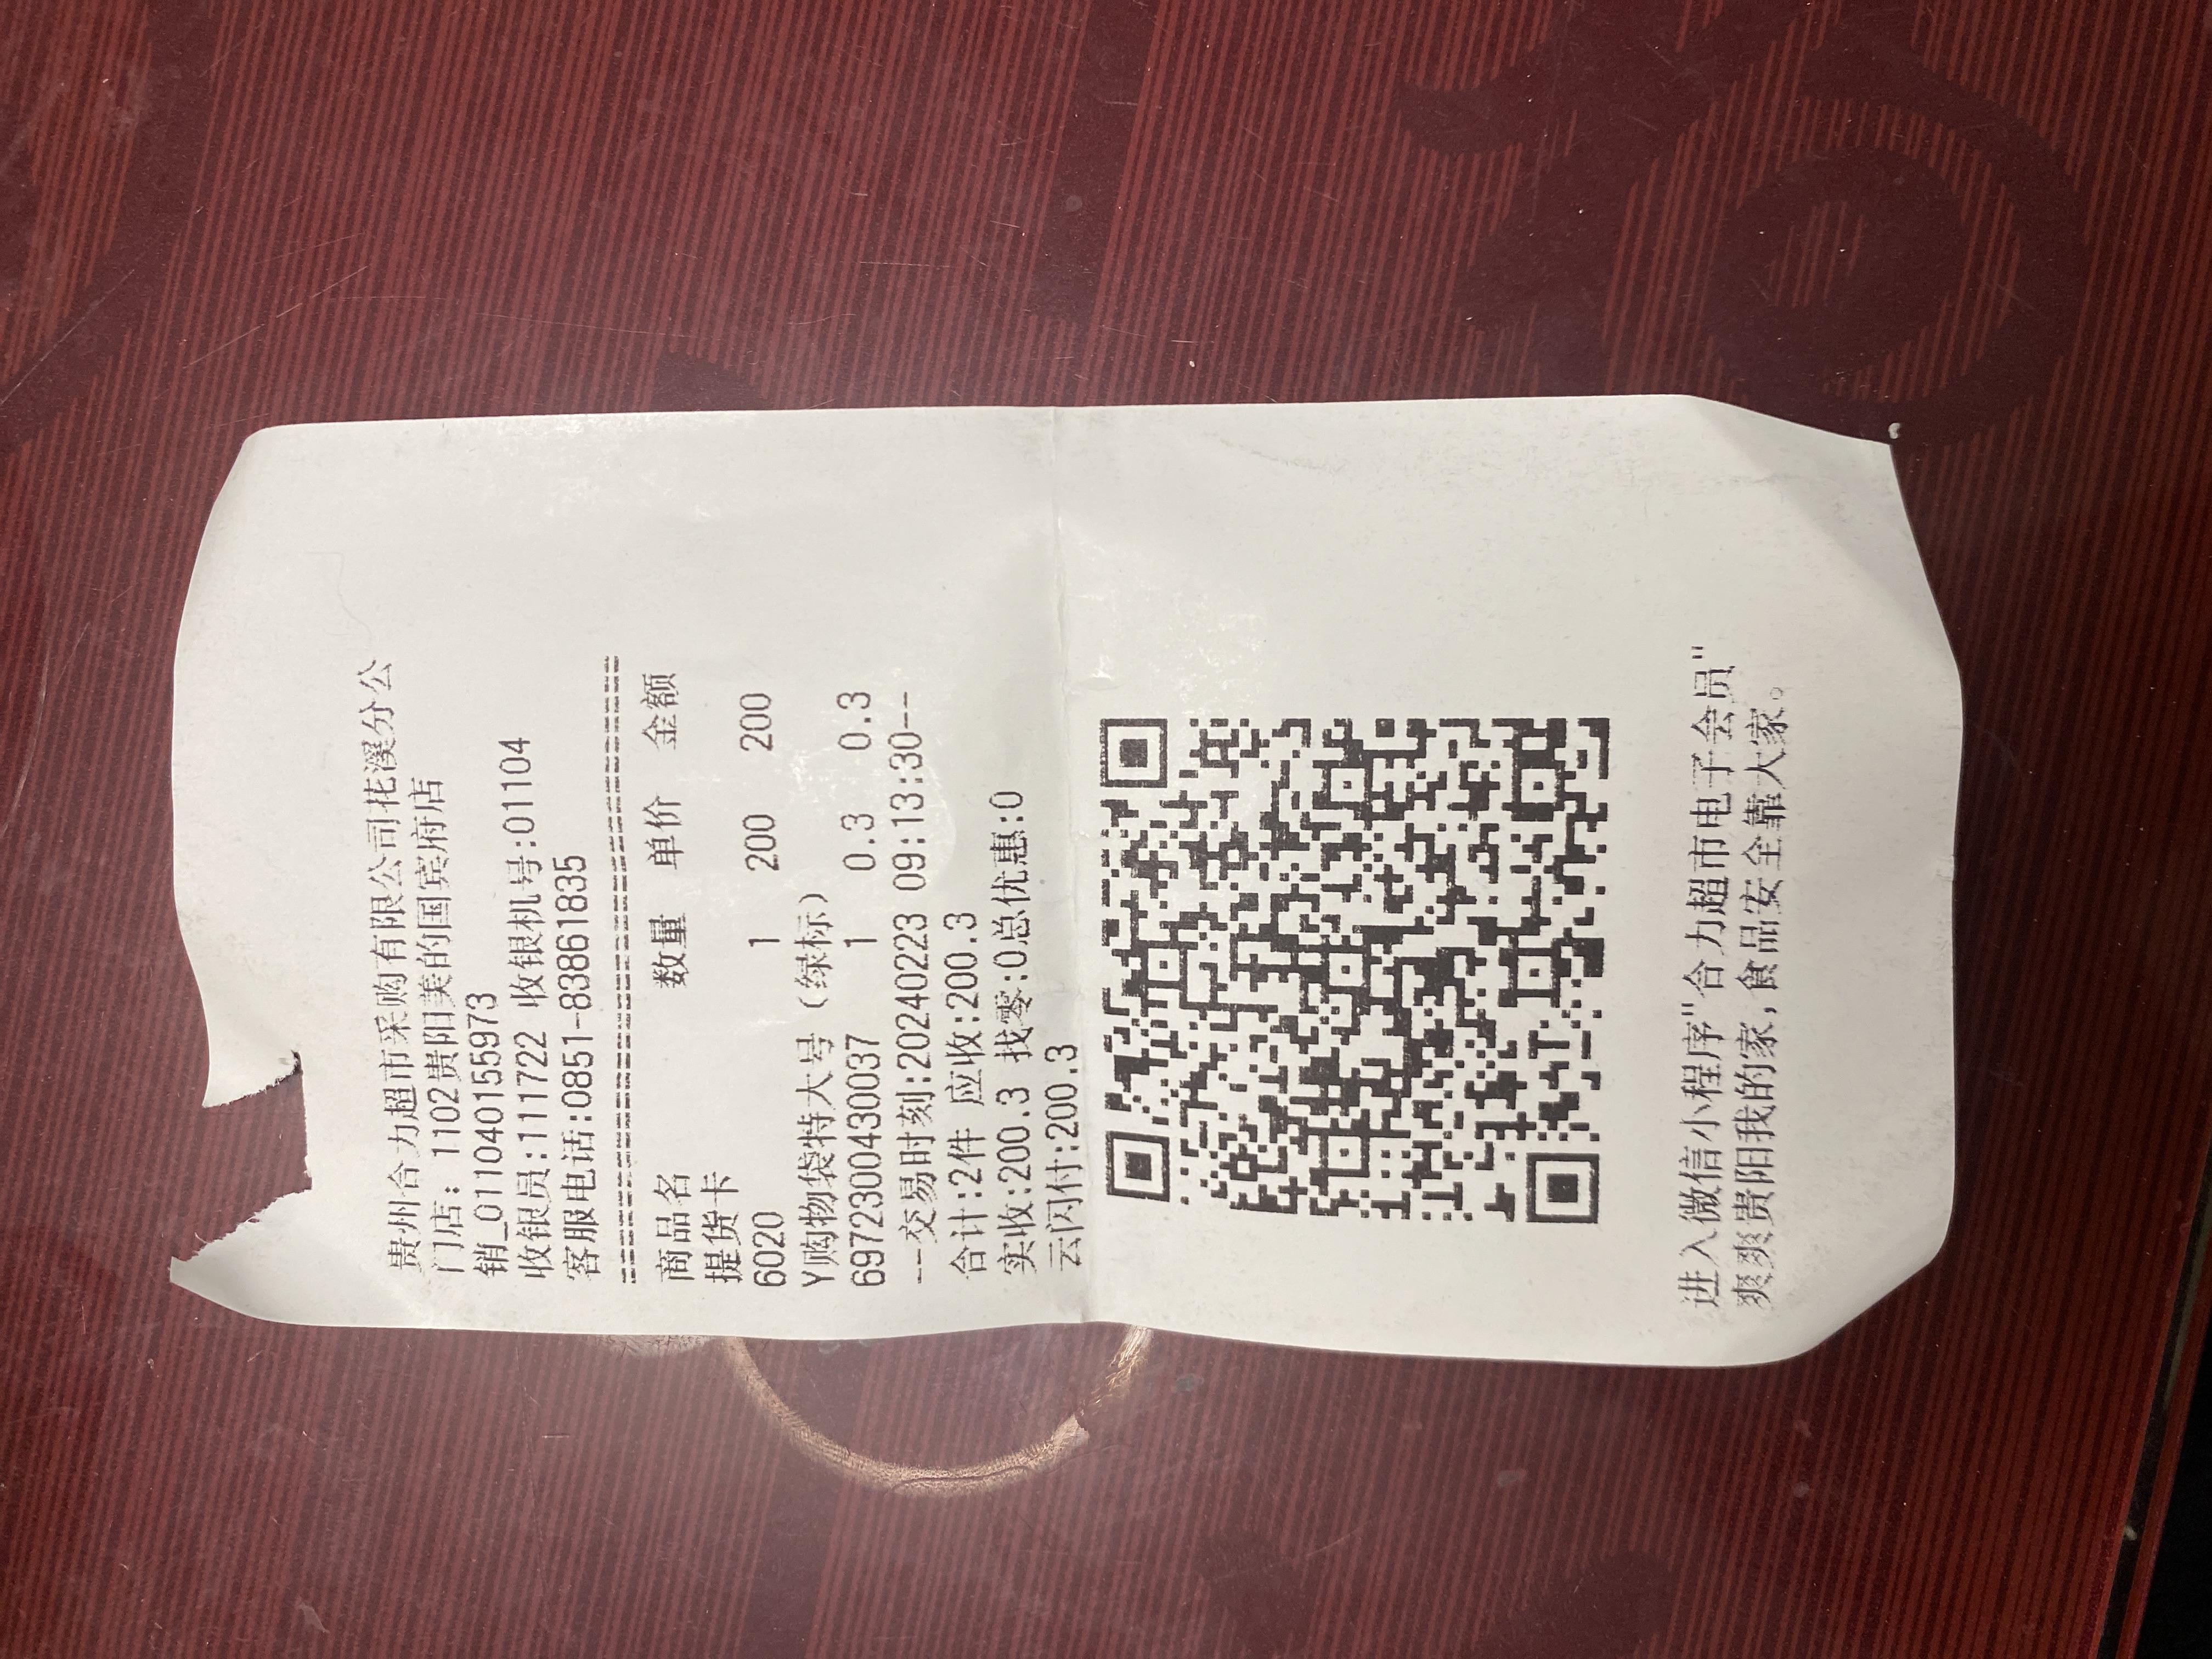 贵州合力超市采购有限公司花溪分公
门店: 1102贵阳美的国宾府店
销_011040155973
收银员:111722 收银机号:01104
客服电话:0851-83861835
商品名 数量 单价 金额
提货卡
6020 1 200 200
Y购物袋特大号(绿标)
6972300430037 1 0.3 0.3
--交易时刻:20240223 09:13:30--
合计:2件 应收:200.3
实收:200.3 找零:0总优惠:0
云闪付:200.3
进入微信小程序"合力超市电子会员"
爽爽贵阳我的家,食品安全靠大家。